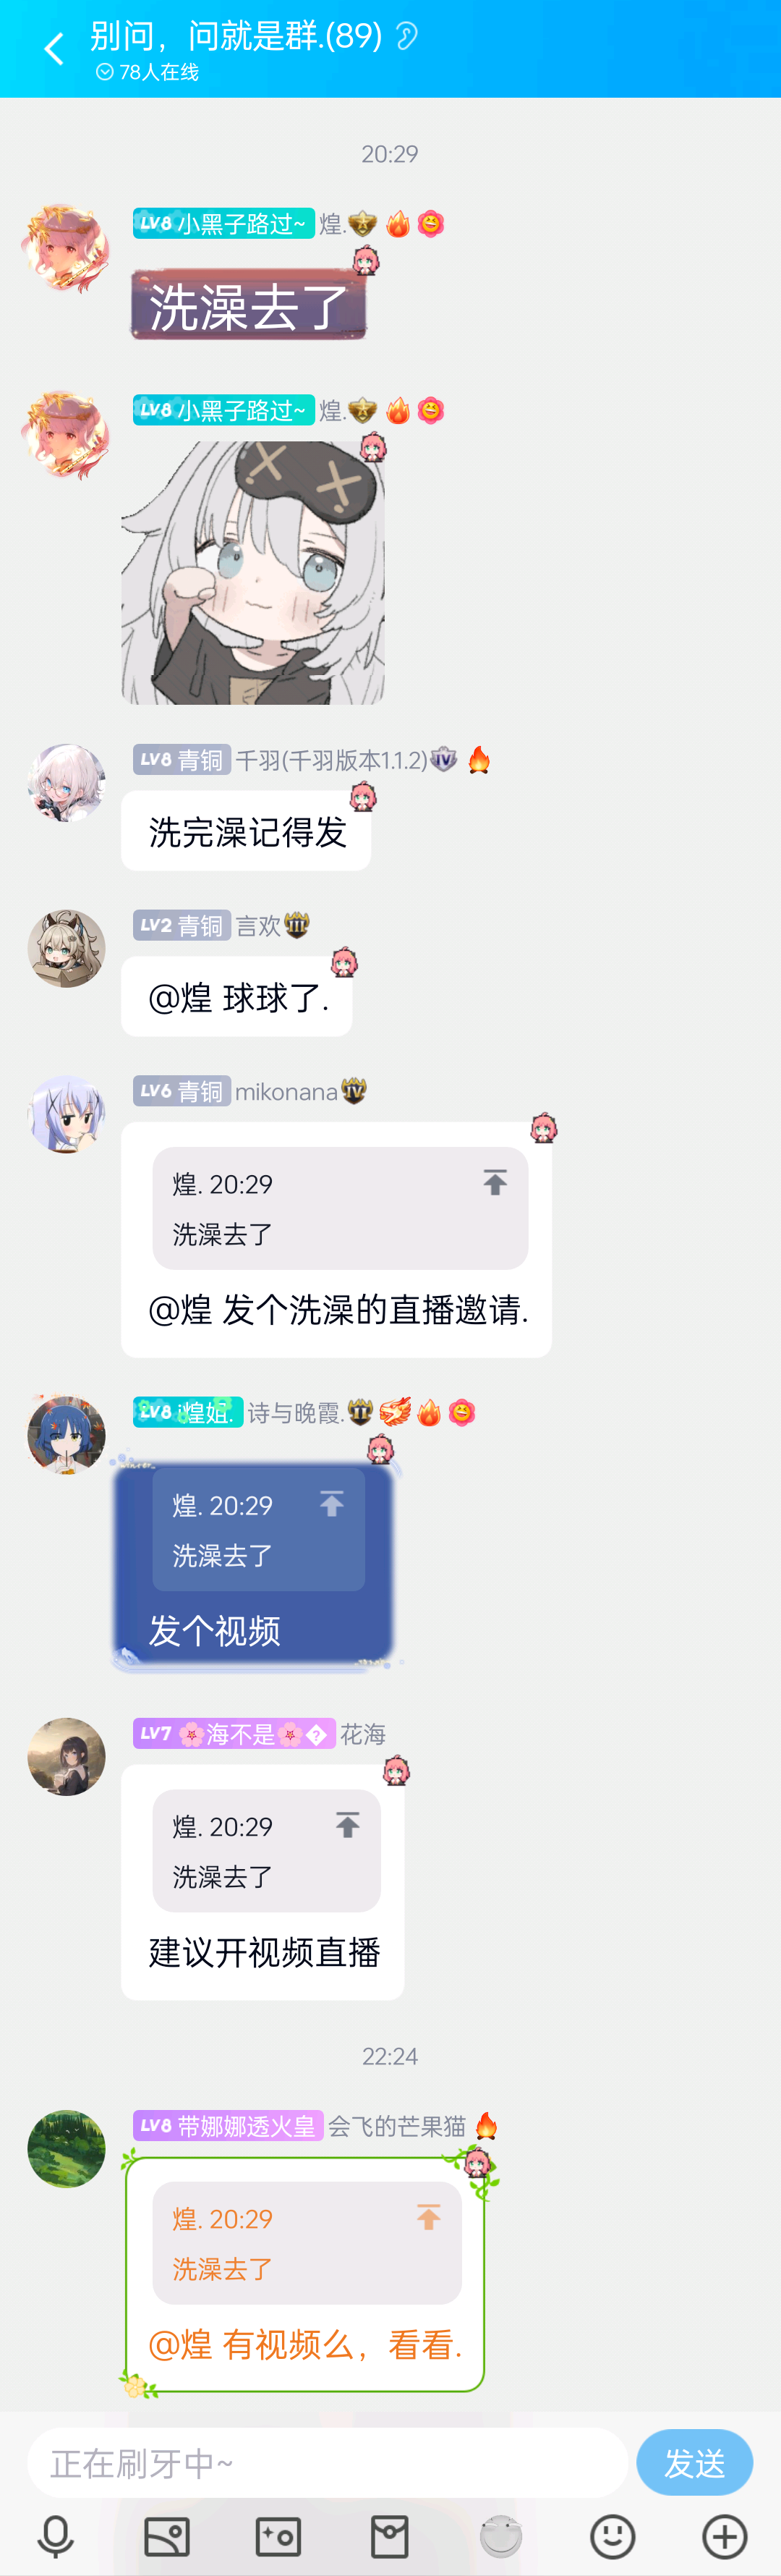 别问，问就是群.(89)
78人在线
20:29
LV8 小黑子路过~ 煌.
洗澡去了
LV8 小黑子路过~ 煌.
LV8 青铜 千羽(千羽版本1.1.2) IV
洗完澡记得发
LV2 青铜 言欢 III
@煌 球球了.
LV6 青铜 mikonana IV
煌. 20:29
洗澡去了
@煌 发个洗澡的直播邀请.
LV8 煌姐. 诗与晚霞. II
煌. 20:29
洗澡去了
发个视频
LV7 🌸海不是🌸� 花海
煌. 20:29
洗澡去了
建议开视频直播
22:24
LV8 带娜娜透火皇 会飞的芒果猫
煌. 20:29
洗澡去了
@煌 有视频么，看看.
正在刷牙中~
发送